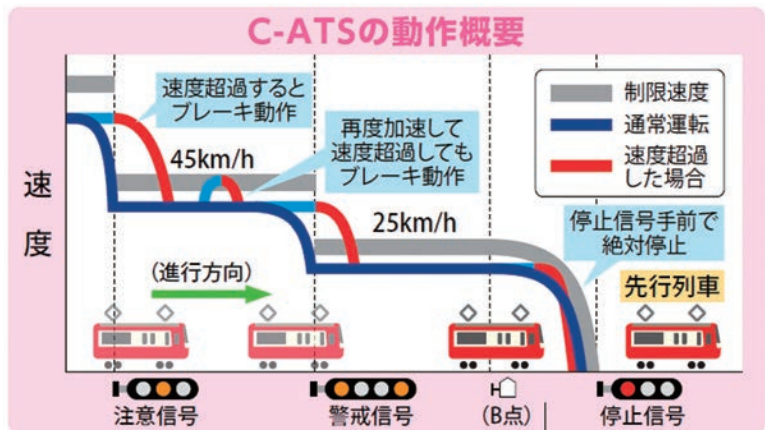 C-ATSの動作概要
速度超過すると
ブレーキ動作
再度加速して
速度超過しても
ブレーキ動作
45km/h
25km/h
制限速度
通常運転
速度超過
した場合
停止信号手前で
絶対停止
速度
(進行方向)
先行列車
注意信号
警戒信号
(B点)
停止信号